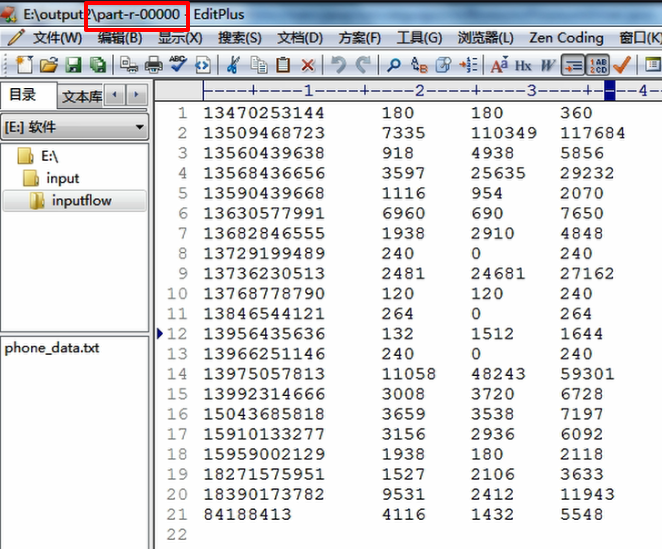 E:\output2\part-r-00000 - EditPlus
文件(W) 编辑(B) 显示(X) 搜索(S) 文档(D) 方案(F) 工具(G) 浏览器(L) Zen Coding 窗口(K
目录 文本库
[E:] 软件
E:\
input
inputflow
phone_data.txt
----+----1----+----2----+----3----+----4
1 13470253144 180 180 360
2 13509468723 7335 110349 117684
3 13560439638 918 4938 5856
4 13568436656 3597 25635 29232
5 13590439668 1116 954 2070
6 13630577991 6960 690 7650
7 13682846555 1938 2910 4848
8 13729199489 240 0 240
9 13736230513 2481 24681 27162
10 13768778790 120 120 240
11 13846544121 264 0 264
12 13956435636 132 1512 1644
13 13966251146 240 0 240
14 13975057813 11058 48243 59301
15 13992314666 3008 3720 6728
16 15043685818 3659 3538 7197
17 15910133277 3156 2936 6092
18 15959002129 1938 180 2118
19 18271575951 1527 2106 3633
20 18390173782 9531 2412 11943
21 84188413 4116 1432 5548
22